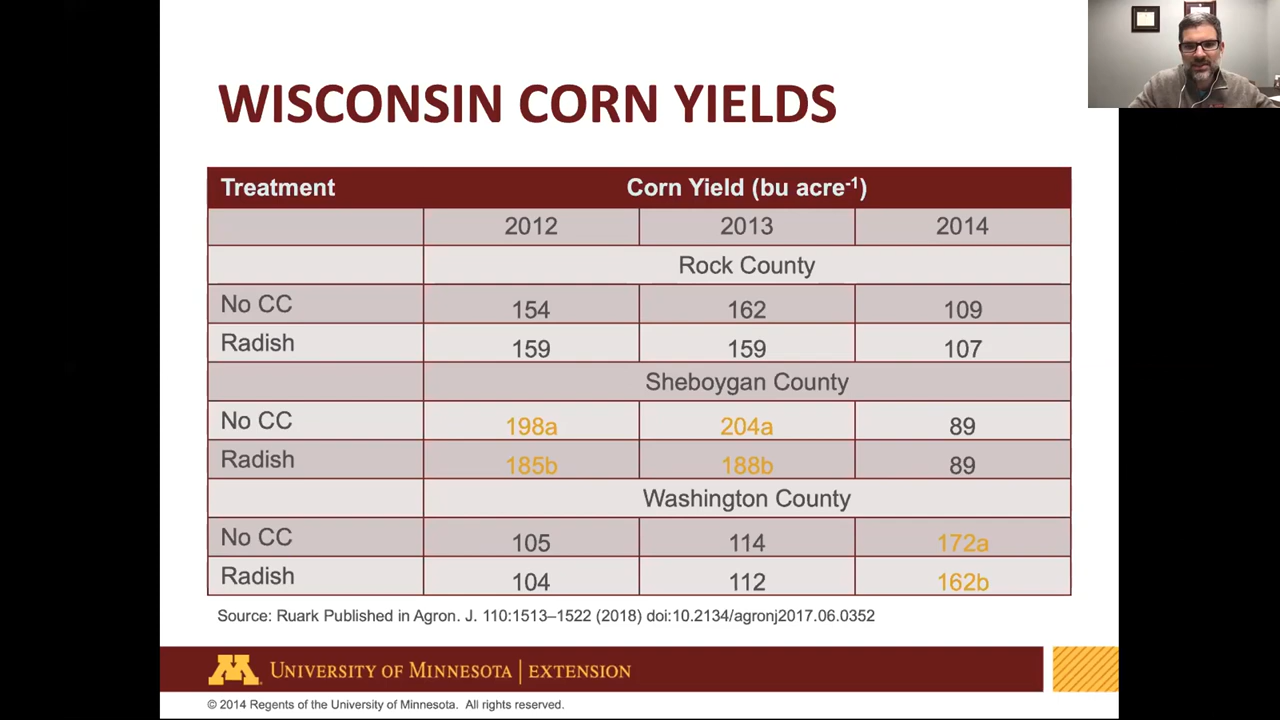 WISCONSIN CORN YIELDS
Treatment Corn Yield (bu acre-1)
2012 2013 2014
Rock County
No CC 154 162 109
Radish 159 159 107
Sheboygan County
No CC 198a 204a 89
Radish 185b 188b 89
Washington County
No CC 105 114 172a
Radish 104 112 162b
Source: Ruark Published in Agron. J. 110:1513–1522 (2018) doi:10.2134/agronj2017.06.0352
M UNIVERSITY OF MINNESOTA | EXTENSION
© 2014 Regents of the University of Minnesota. All rights reserved.